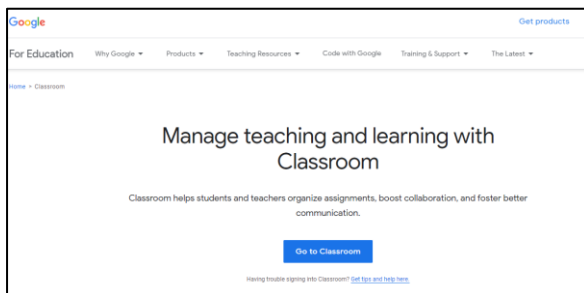 Google
Get products
For Education Why Google Products Teaching Resources Code with Google Training & Support The Latest
Home > Classroom
Manage teaching and learning with
Classroom
Classroom helps students and teachers organize assignments, boost collaboration, and foster better
communication.
Go to Classroom
Having trouble signing into Classroom? Get tips and help here.